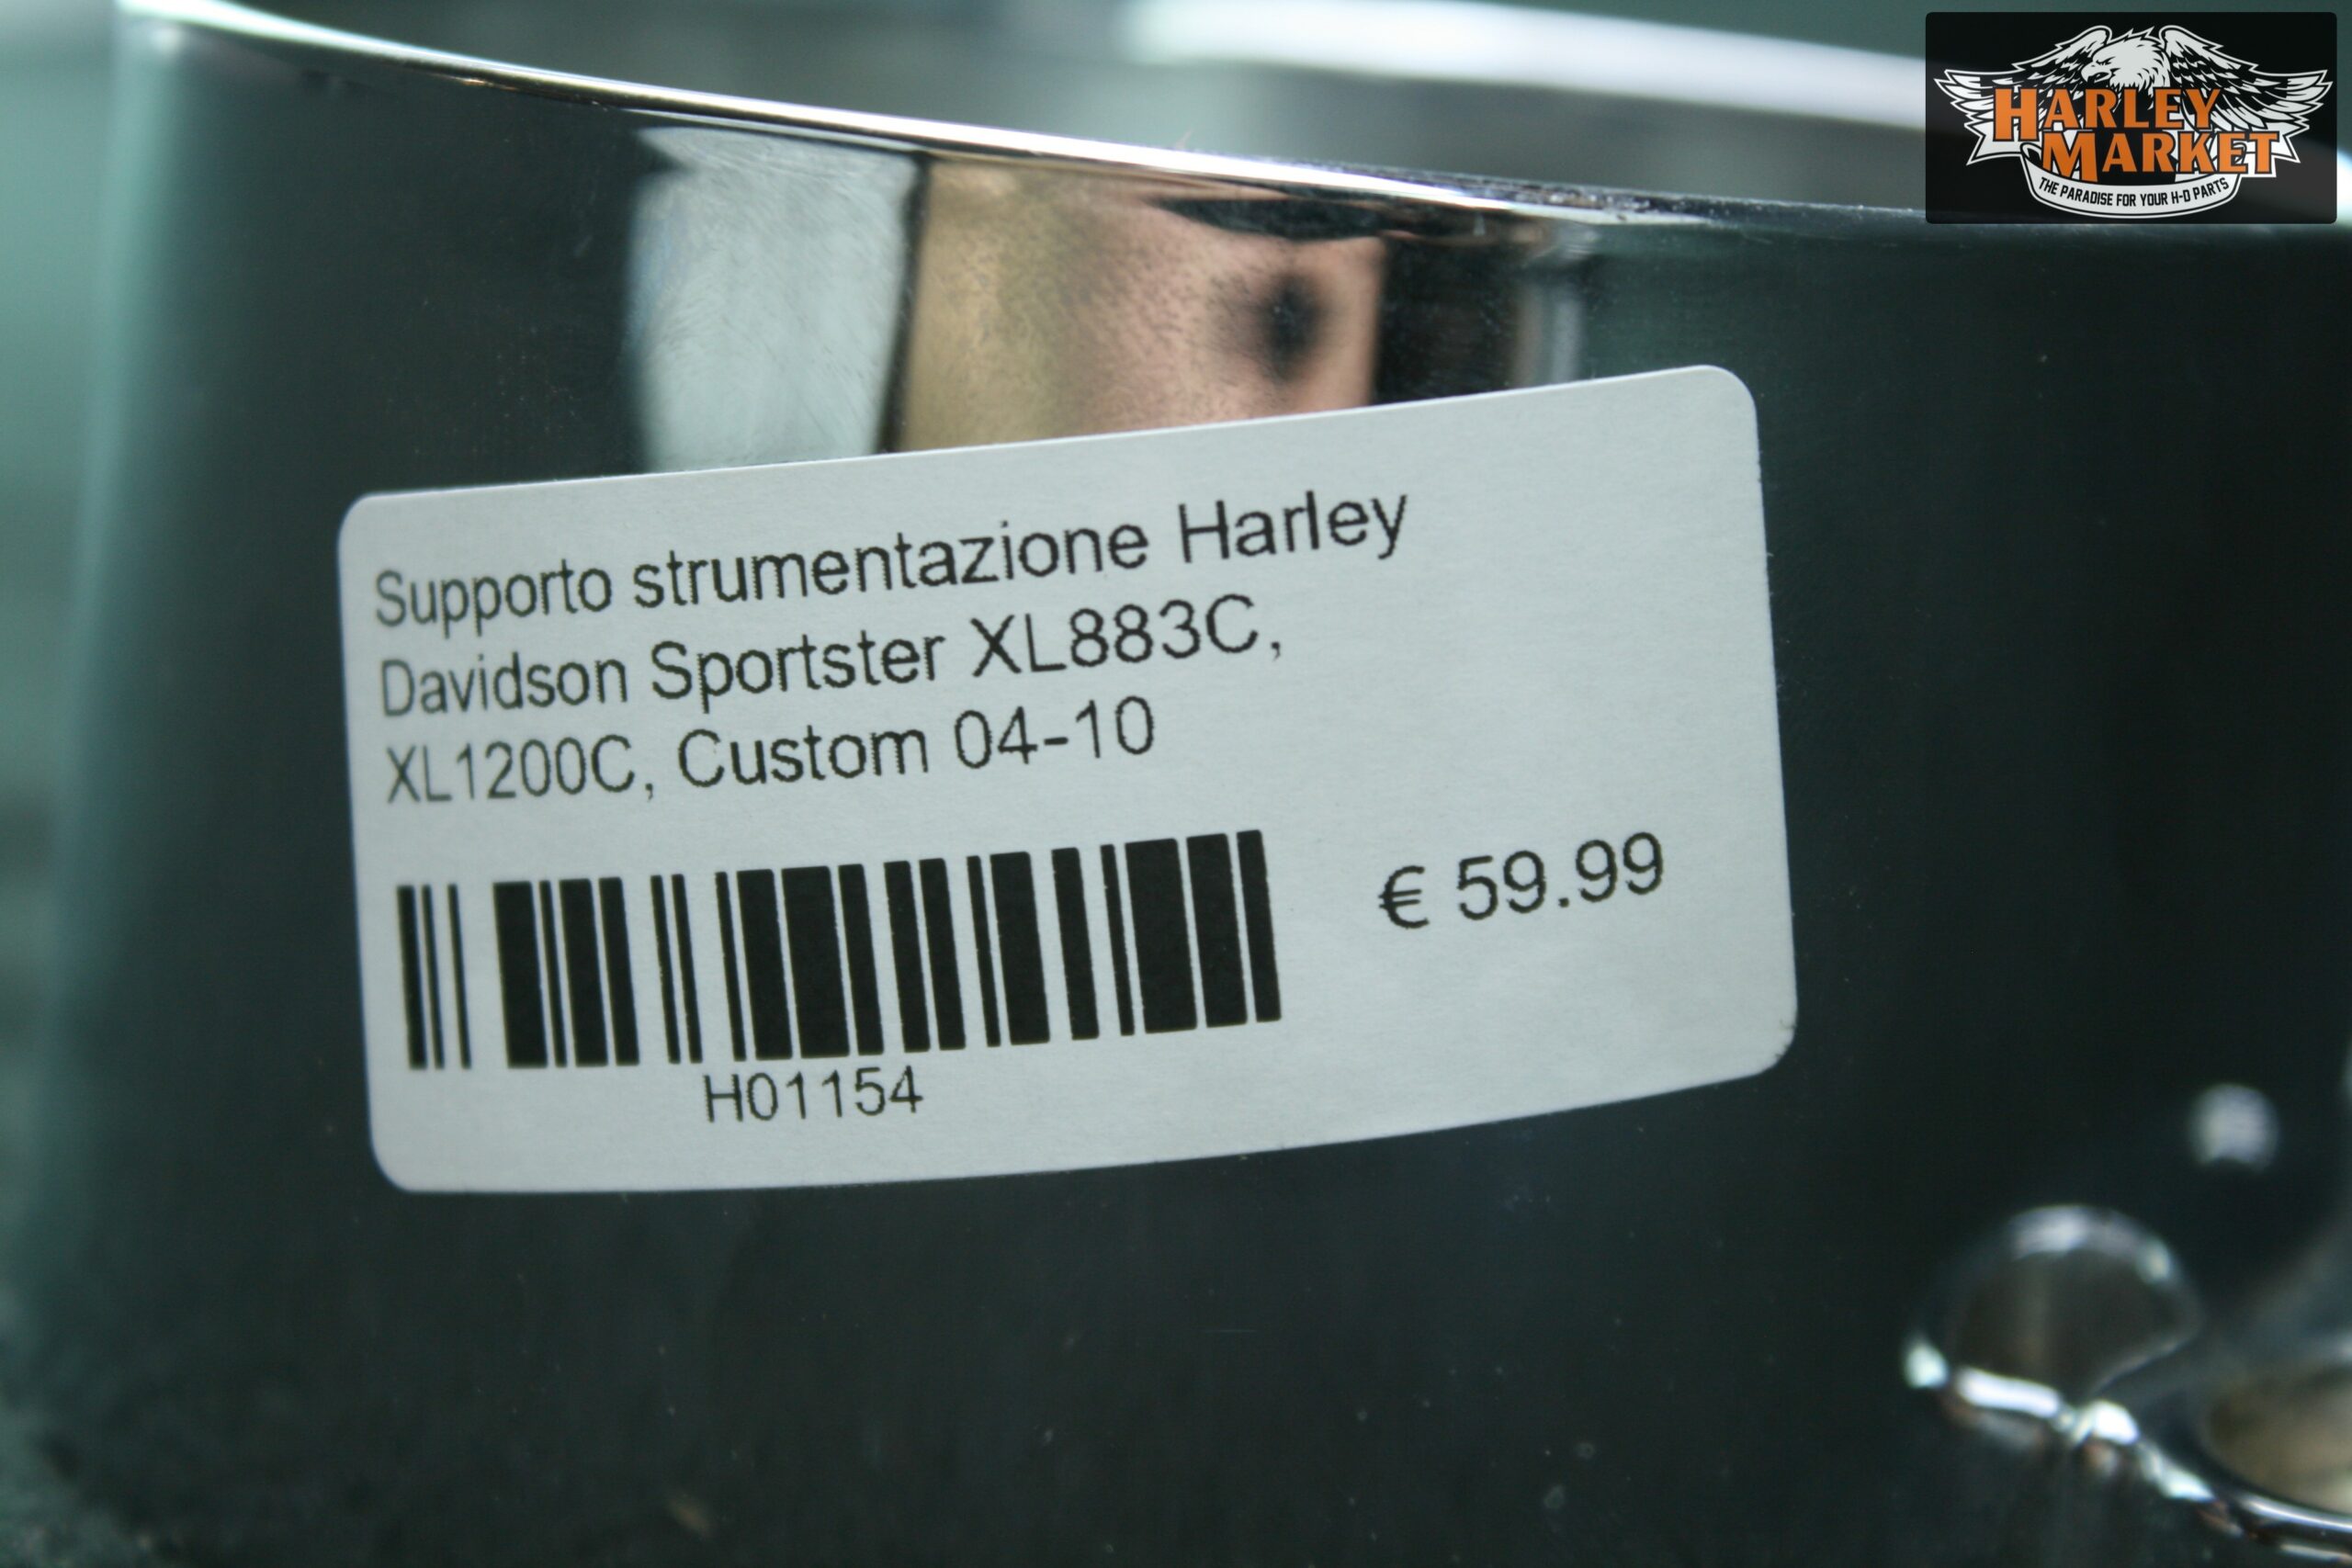 HARLEY
MARKET
THE PARADISE FOR YOUR H-D PARTS
Supporto strumentazione Harley
Davidson Sportster XL883C,
XL1200C, Custom 04-10
€ 59.99
H01154